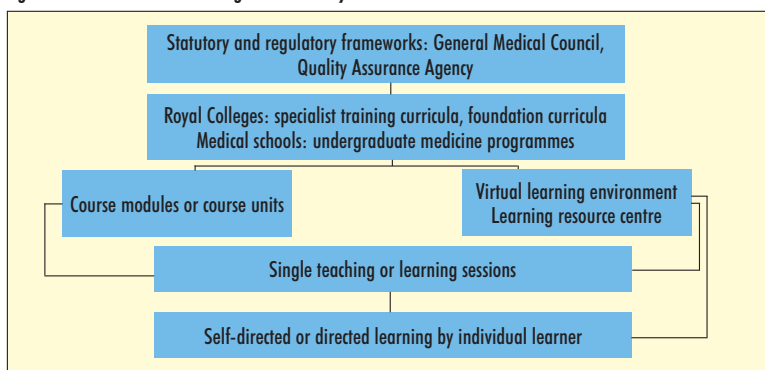 Statutory and regulatory frameworks: General Medical Council,
Quality Assurance Agency
Royal Colleges: specialist training curricula, foundation curricula
Medical schools: undergraduate medicine programmes
Course modules or course units
Virtual learning environment
Learning resource centre
Single teaching or learning sessions
Self-directed or directed learning by individual learner